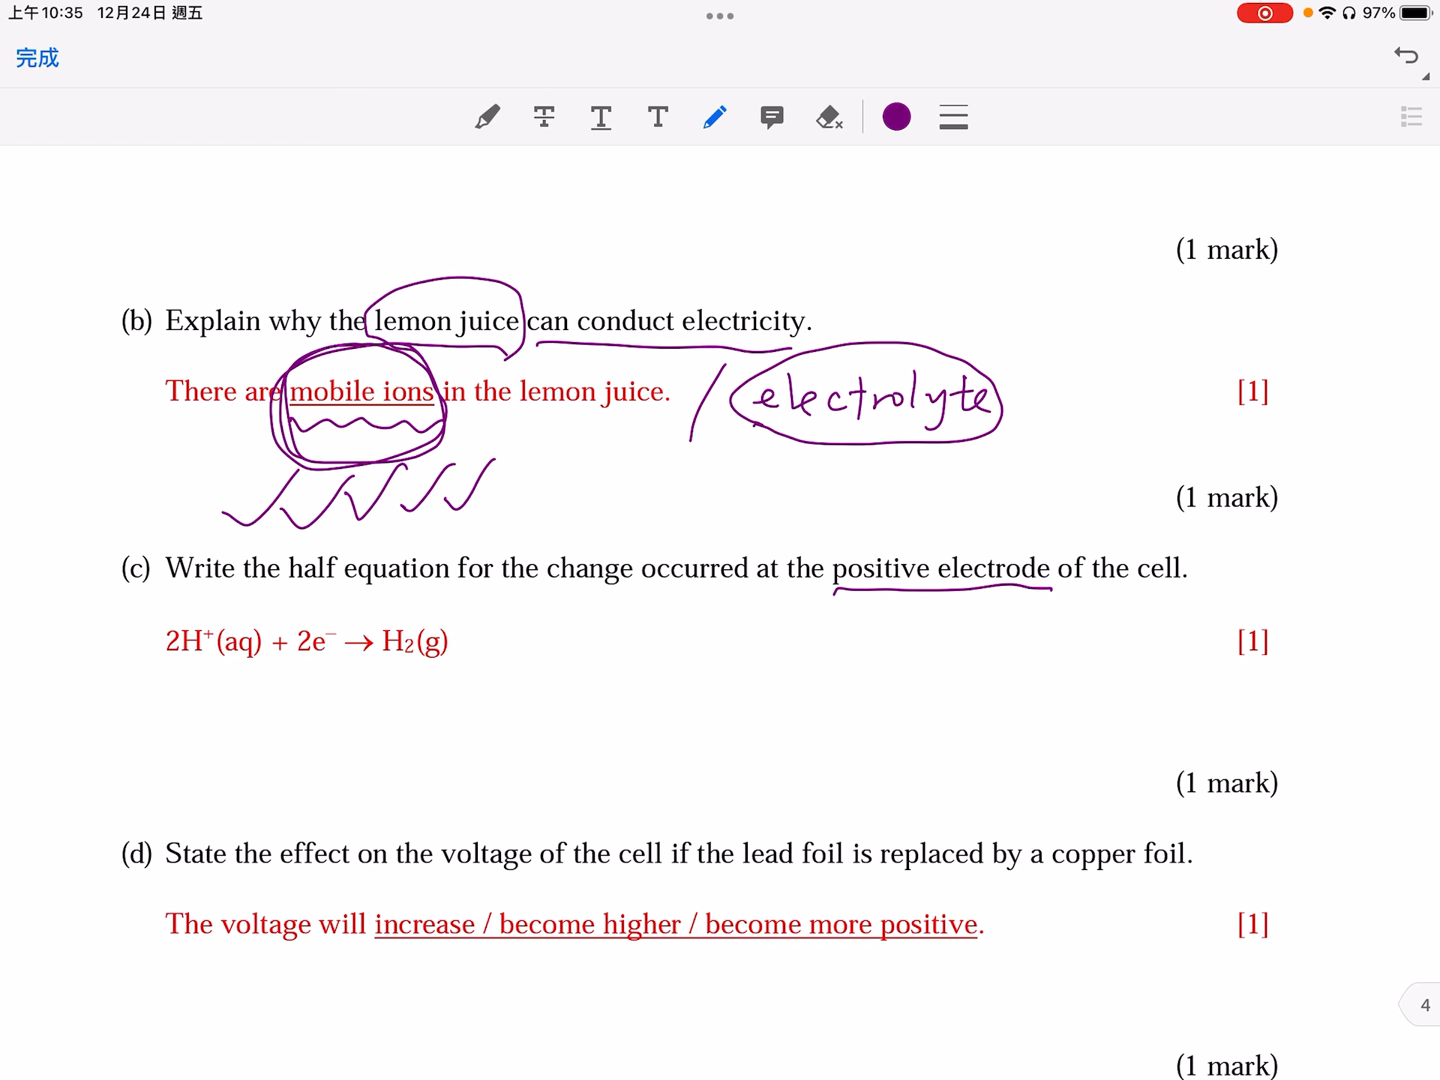 上午10:35 12月24日 週五
97%
完成
(1 mark)
(b) Explain why the lemon juice can conduct electricity.
There are mobile ions in the lemon juice. / electrolyte [1]
(1 mark)
(c) Write the half equation for the change occurred at the positive electrode of the cell.
2H⁺(aq) + 2e⁻ → H₂(g) [1]
(1 mark)
(d) State the effect on the voltage of the cell if the lead foil is replaced by a copper foil.
The voltage will increase / become higher / become more positive. [1]
4
(1 mark)